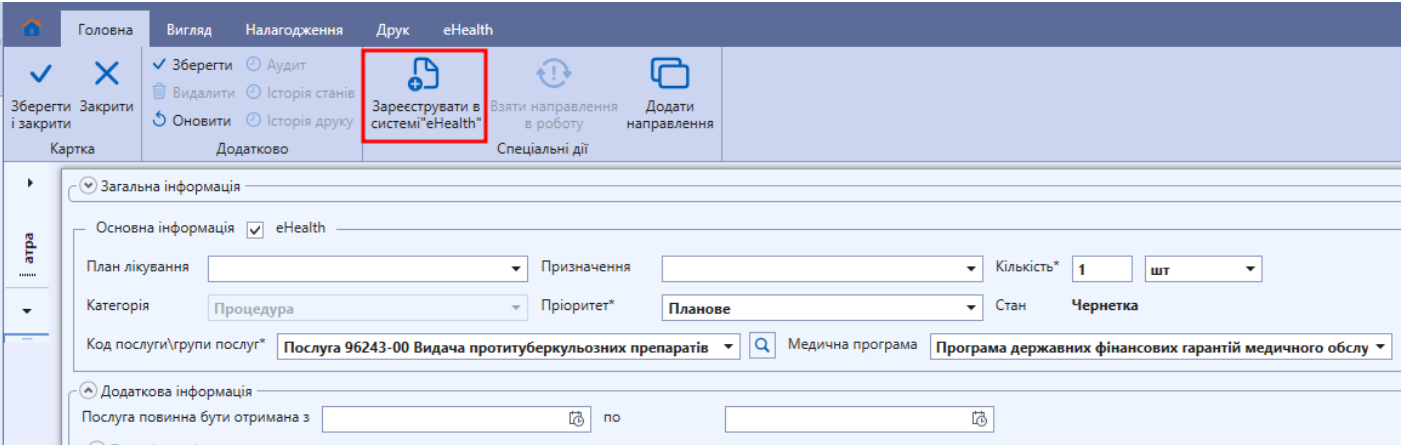 Головна Вигляд Налагодження Друк eHealth
Зберегти і закрити
Закрити
Картка
Зберегти
Видалити
Оновити
Аудит
Історія станів
Історія друку
Додатково
Зареєструвати в
системі"eHealth"
Взяти направлення
в роботу
Додати
направлення
Спеціальні дії
атра
Загальна інформація
Основна інформація eHealth
План лікування Призначення Кількість* 1 шт
Категорія Процедура Пріоритет* Планове Стан Чернетка
Код послуги\групи послуг* Послуга 96243-00 Видача протитуберкульозних препаратів Медична програма Програма державних фінансових гарантій медичного обслу
Додаткова інформація
Послуга повинна бути отримана з по